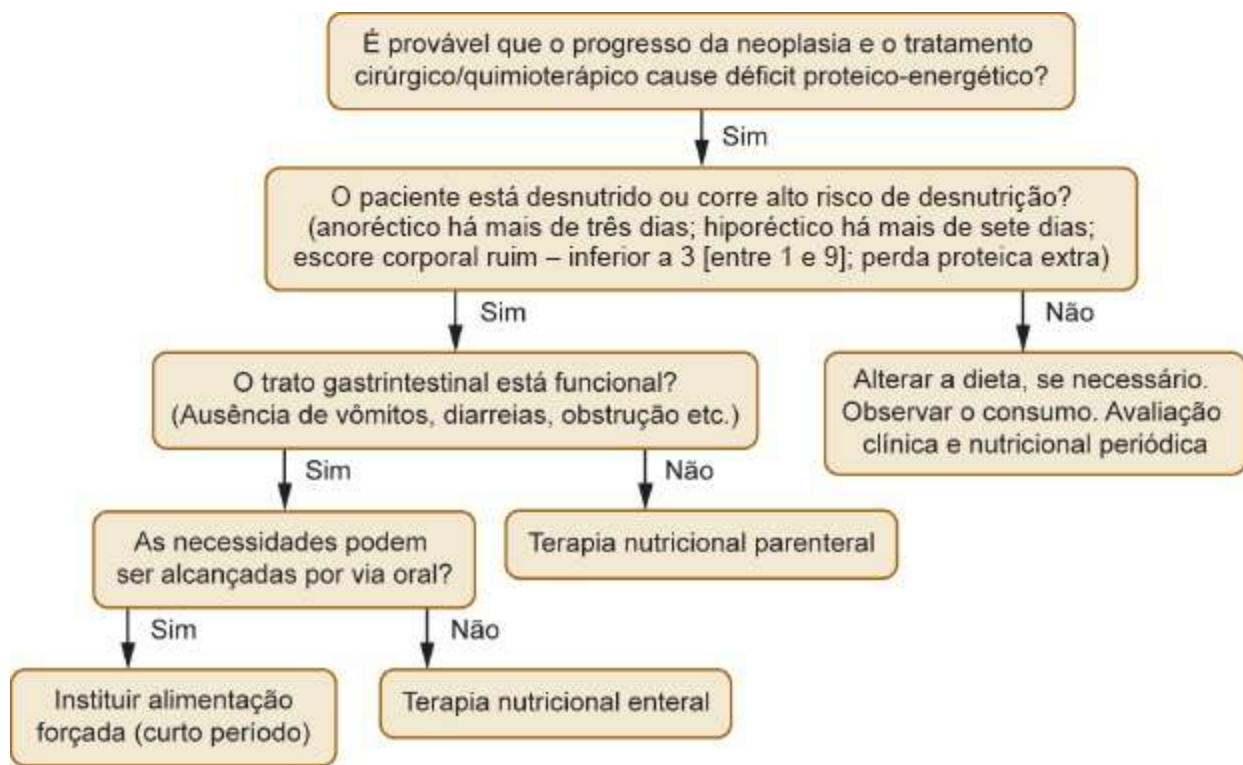 É provável que o progresso da neoplasia e o tratamento
cirúrgico/quimioterápico cause déficit proteico-energético?
Sim
O paciente está desnutrido ou corre alto risco de desnutrição?
(anoréctico há mais de três dias; hiporéctico há mais de sete dias;
escore corporal ruim – inferior a 3 [entre 1 e 9]; perda proteica extra)
Sim
Não
O trato gastrintestinal está funcional?
(Ausência de vômitos, diarreias, obstrução etc.)
Alterar a dieta, se necessário.
Observar o consumo. Avaliação
clínica e nutricional periódica
Sim
Não
As necessidades podem
ser alcançadas por via oral?
Terapia nutricional parenteral
Sim
Não
Instituir alimentação
forçada (curto período)
Terapia nutricional enteral